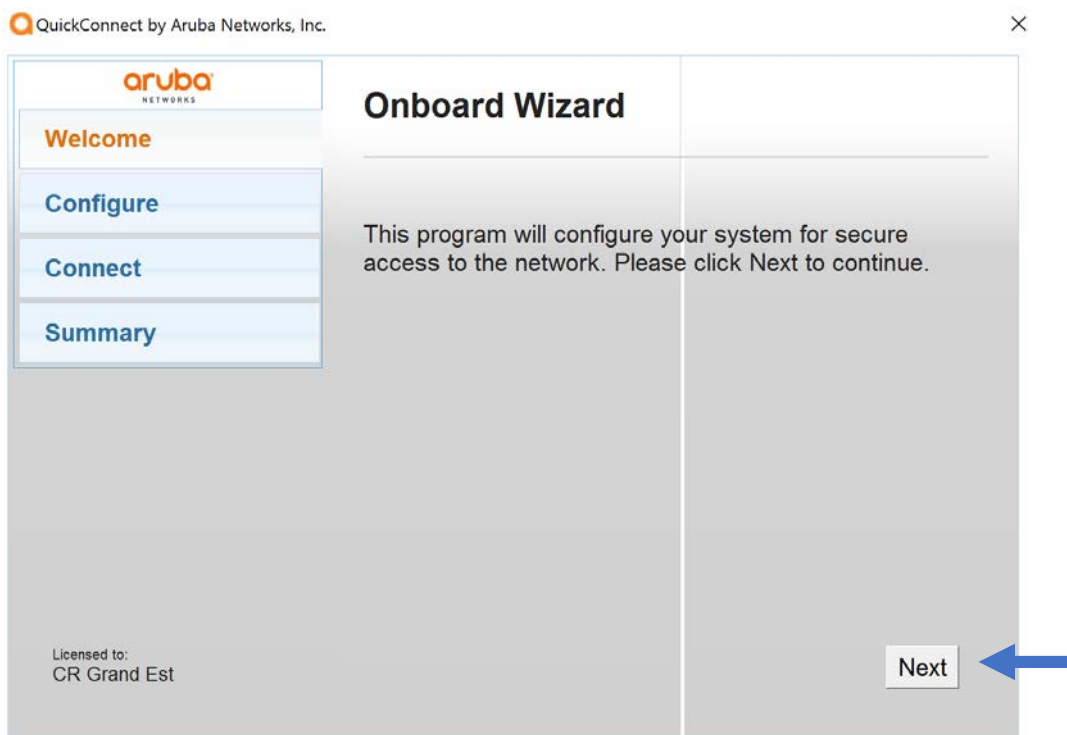 QuickConnect by Aruba Networks, Inc.
aruba
NETWORKS
Welcome
Configure
Connect
Summary
Onboard Wizard
This program will configure your system for secure
access to the network. Please click Next to continue.
Licensed to:
CR Grand Est
Next